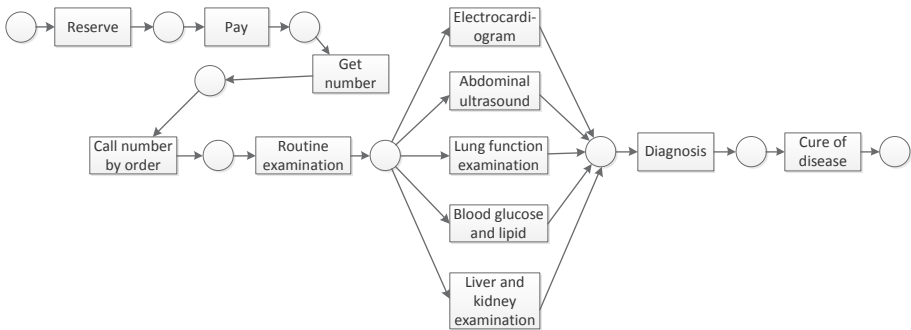 Reserve
Pay
Get
number
Call number
by order
Routine
examination
Electrocardi-
ogram
Abdominal
ultrasound
Lung function
examination
Blood glucose
and lipid
Liver and
kidney
examination
Diagnosis
Cure of
disease